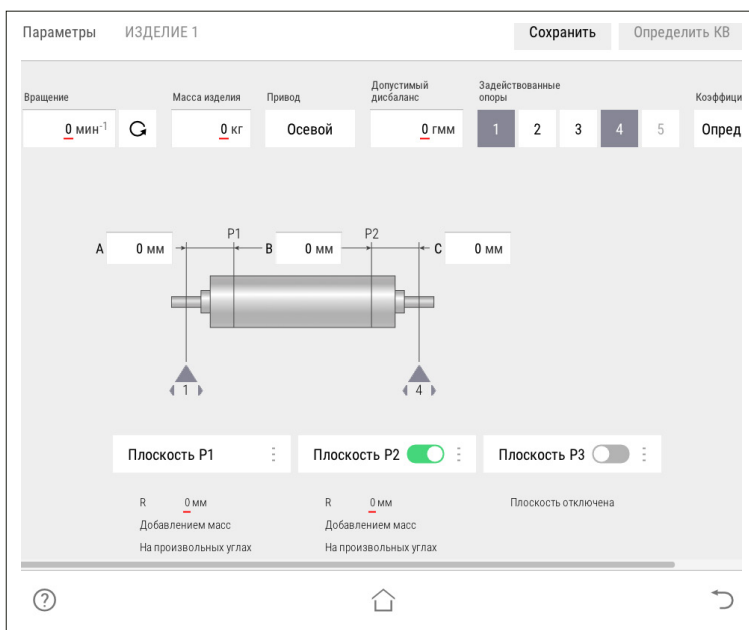 Параметры ИЗДЕЛИЕ 1 Сохранить Определить КВ
Вращение Масса изделия Привод Допустимый дисбаланс Задействованные опоры Коэффици
0 мин-1 0 кг Осевой 0 гмм 1 2 3 4 5 Опред
P1 P2
A 0 мм B 0 мм C 0 мм
1 4
Плоскость P1 Плоскость P2 Плоскость P3
R 0 мм R 0 мм Плоскость отключена
Добавлением масс Добавлением масс
На произвольных углах На произвольных углах
?